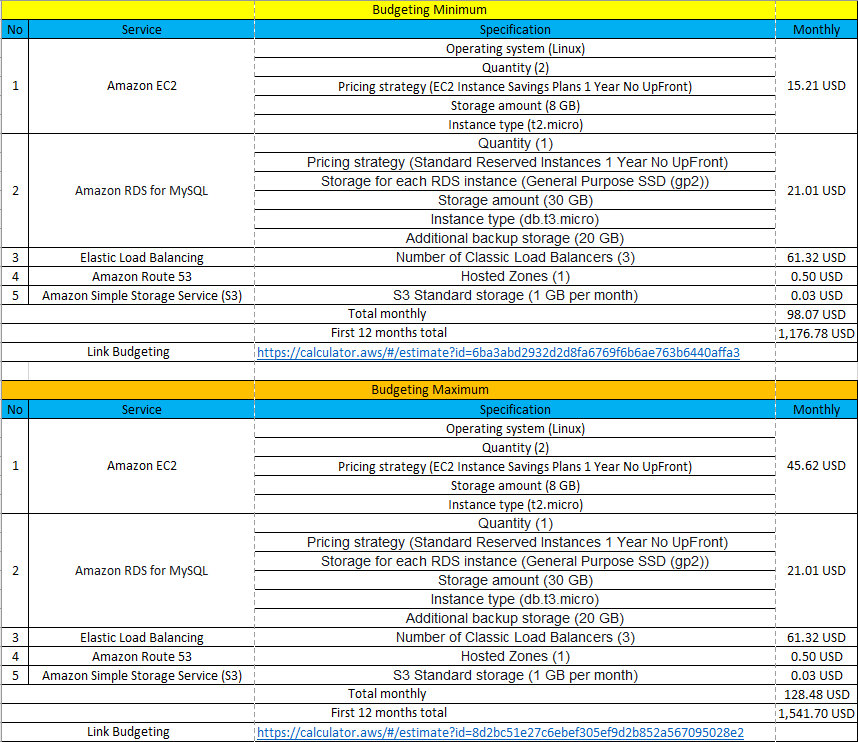 Budgeting Minimum
No Service Specification Monthly
Operating system (Linux)
Quantity (2)
1 Amazon EC2 Pricing strategy (EC2 Instance Savings Plans 1 Year No UpFront) 15.21 USD
Storage amount (8 GB)
Instance type (t2.micro)
Quantity (1)
Pricing strategy (Standard Reserved Instances 1 Year No UpFront)
Storage for each RDS instance (General Purpose SSD (gp2))
2 Amazon RDS for MySQL Storage amount (30 GB) 21.01 USD
Instance type (db.t3.micro)
Additional backup storage (20 GB)
3 Elastic Load Balancing Number of Classic Load Balancers (3) 61.32 USD
4 Amazon Route 53 Hosted Zones (1) 0.50 USD
5 Amazon Simple Storage Service (S3) S3 Standard storage (1 GB per month) 0.03 USD
Total monthly 98.07 USD
First 12 months total 1,176.78 USD
Link Budgeting https://calculator.aws/#/estimate?id=6ba3abd2932d2d8fa6769f6b6ae763b6440affa3
Budgeting Maximum
No Service Specification Monthly
Operating system (Linux)
Quantity (2)
1 Amazon EC2 Pricing strategy (EC2 Instance Savings Plans 1 Year No UpFront) 45.62 USD
Storage amount (8 GB)
Instance type (t2.micro)
Quantity (1)
Pricing strategy (Standard Reserved Instances 1 Year No UpFront)
Storage for each RDS instance (General Purpose SSD (gp2))
2 Amazon RDS for MySQL Storage amount (30 GB) 21.01 USD
Instance type (db.t3.micro)
Additional backup storage (20 GB)
3 Elastic Load Balancing Number of Classic Load Balancers (3) 61.32 USD
4 Amazon Route 53 Hosted Zones (1) 0.50 USD
5 Amazon Simple Storage Service (S3) S3 Standard storage (1 GB per month) 0.03 USD
Total monthly 128.48 USD
First 12 months total 1,541.70 USD
Link Budgeting https://calculator.aws/#/estimate?id=8d2bc51e27c6ebef305ef9d2b852a567095028e2